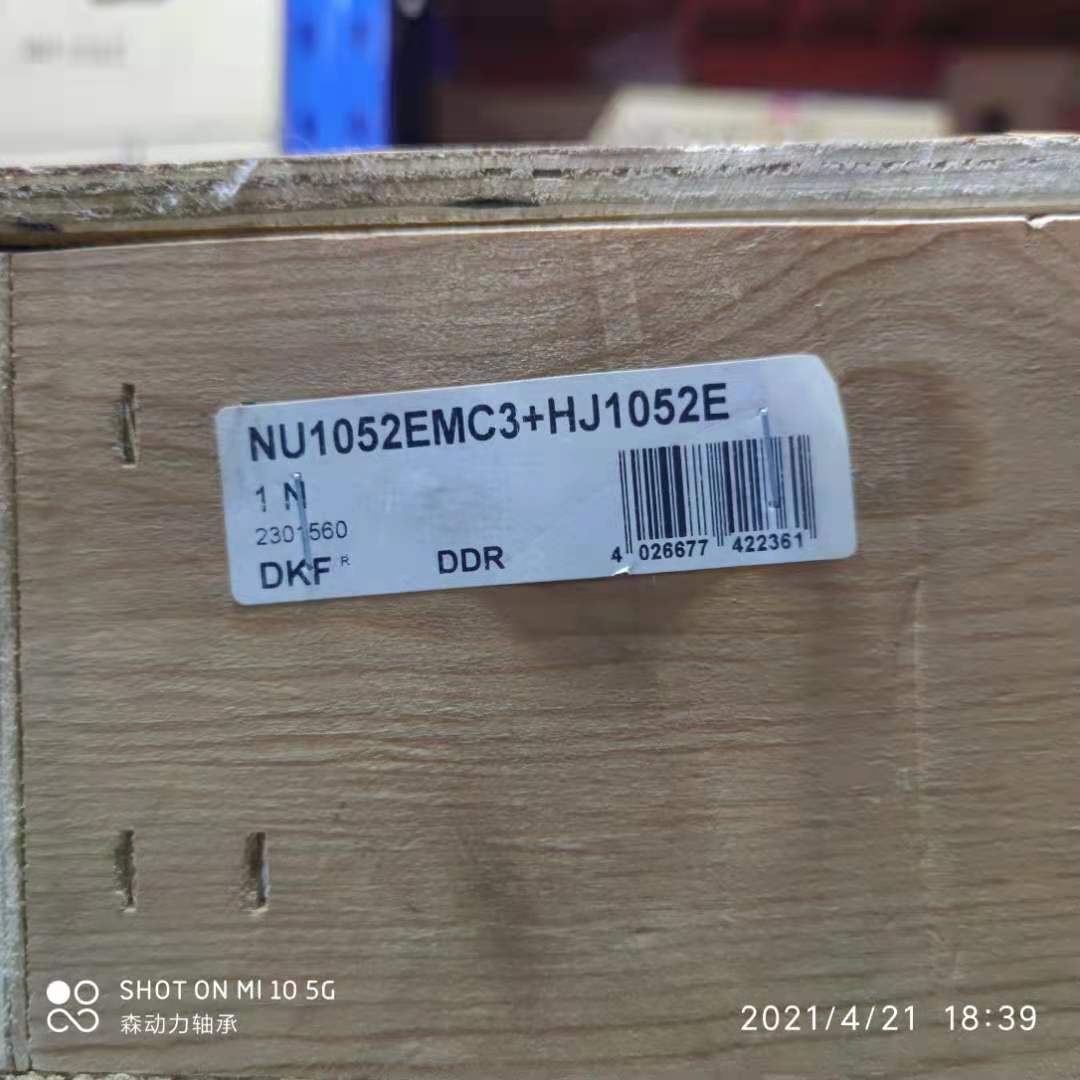 NU1052EMC3+HJ1052E
1 N
2301560
DKF R
DDR
4 026677 422361
SHOT ON MI 10 5G
森动力轴承
2021/4/21 18:39